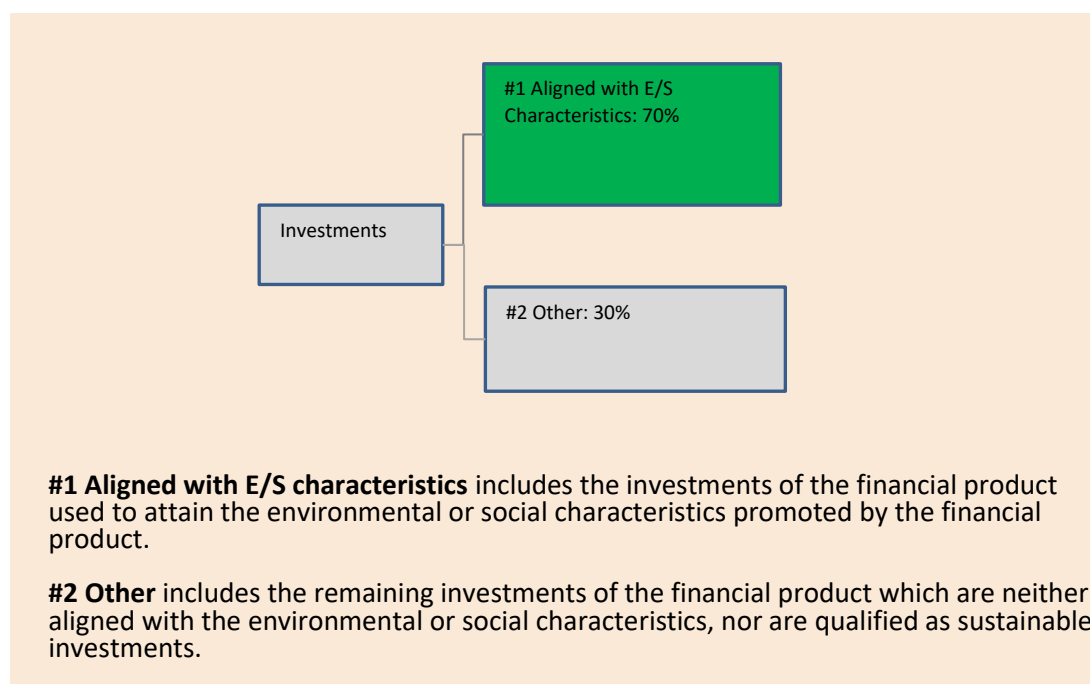 #1 Aligned with E/S
Characteristics: 70%
Investments
#2 Other: 30%
#1 Aligned with E/S characteristics includes the investments of the financial product
used to attain the environmental or social characteristics promoted by the financial
product.
#2 Other includes the remaining investments of the financial product which are neither
aligned with the environmental or social characteristics, nor are qualified as sustainable
investments.